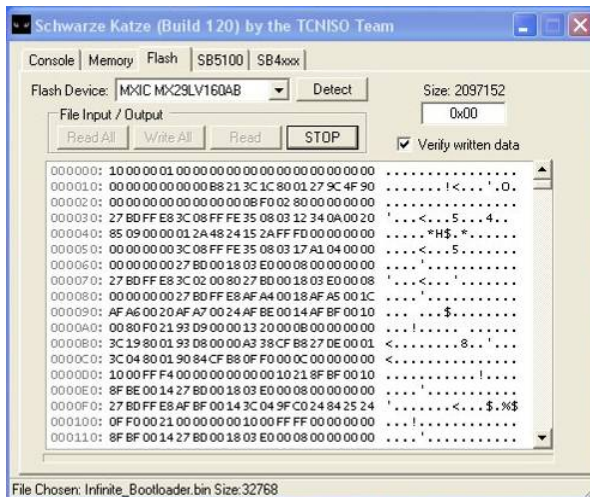 Schwarze Katze (Build 120) by the TCNISO Team
Console Memory Flash SB5100 SB4xxx
Flash Device: MXIC MX29LV160AB Detect Size: 2097152
File Input / Output 0x00
Read All Write All Read STOP Verify written data
000000: 10 00 00 01 00 00 00 00 00 00 00 00 00 00 00 00 ................
000010: 00 00 00 00 00 00 B8 21 3C 1C 80 01 27 9C 4F 90 .......!<...'.O.
000020: 00 00 00 00 00 00 00 00 0B F0 02 80 00 00 00 00 ................
000030: 27 BD FF E8 3C 08 FF FE 35 08 03 12 34 0A 00 20 '...<...5...4..
000040: 85 09 00 00 01 2A 48 24 15 2A FF FD 00 00 00 00 .....*H$.*......
000050: 00 00 00 00 3C 08 FF FE 35 08 03 17 A1 04 00 00 ....<...5.......
000060: 00 00 00 00 27 BD 00 18 03 E0 00 08 00 00 00 00 ....'...........
000070: 27 BD FF E8 3C 02 00 80 27 BD 00 18 03 E0 00 08 '...<...'.......
000080: 00 00 00 00 27 BD FF E8 AF A4 00 18 AF A5 00 1C ....'...........
000090: AF A6 00 20 AF A7 00 24 AF BE 00 14 AF BF 00 10 ... ...$........
0000A0: 00 80 F0 21 93 D9 00 00 13 20 00 0B 00 00 00 00 ...!..... ......
0000B0: 3C 19 80 01 93 D8 00 00 A3 38 CF B8 27 DE 00 01 <........8..'...
0000C0: 3C 04 80 01 90 84 CF B8 0F F0 00 0C 00 00 00 00 <...............
0000D0: 10 00 FF F4 00 00 00 00 00 00 10 21 8F BF 00 10 ...........!....
0000E0: 8F BE 00 14 27 BD 00 18 03 E0 00 08 00 00 00 00 ....'...........
0000F0: 27 BD FF E8 AF BF 00 14 3C 04 9F C0 24 84 25 24 '.......<...$.%$
000100: 0F F0 00 21 00 00 00 00 10 00 FF FF 00 00 00 00 ...!............
000110: 8F BF 00 14 27 BD 00 18 03 E0 00 08 00 00 00 00 ....'...........
File Chosen: Infinite_Bootloader.bin Size:32768